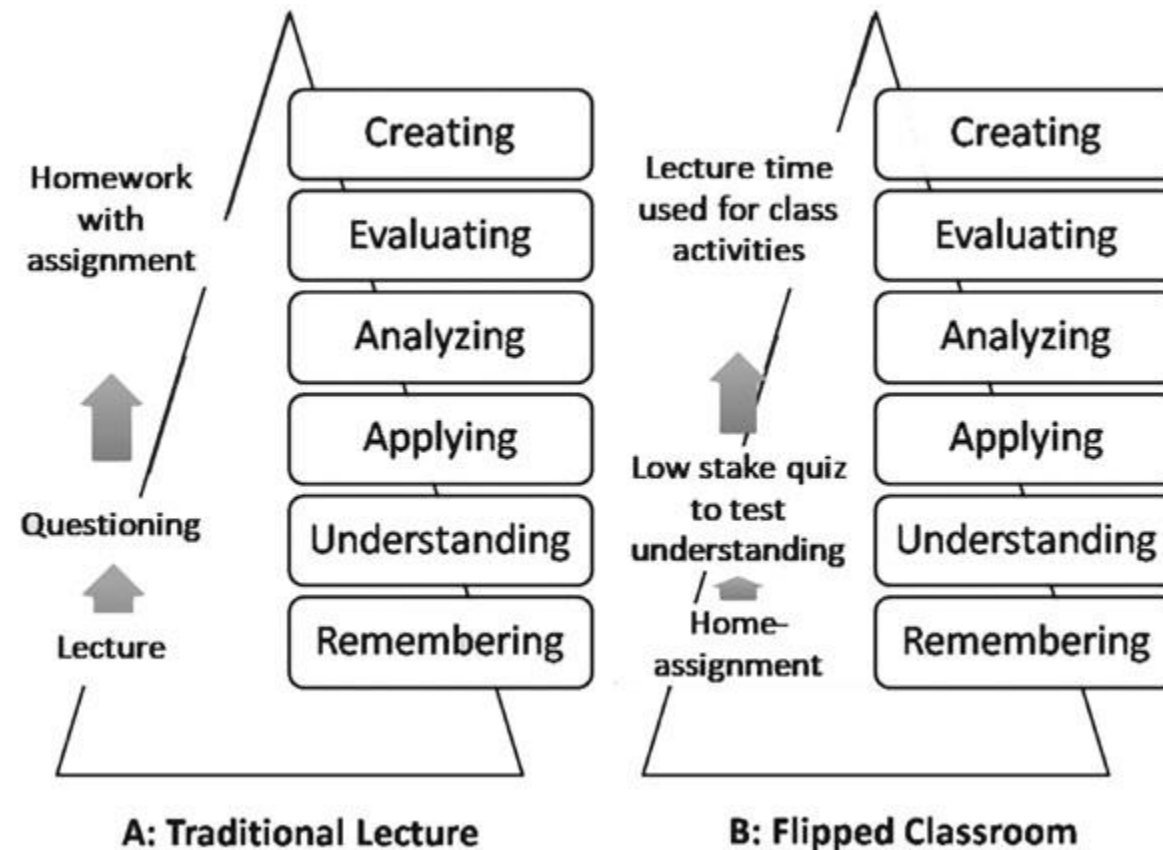 Homework
with
assignment
Questioning
Lecture
Creating
Evaluating
Analyzing
Applying
Understanding
Remembering
A: Traditional Lecture
Lecture time
used for class
activities
Low stake quiz
to test
understanding
Home–
assignment
Creating
Evaluating
Analyzing
Applying
Understanding
Remembering
B: Flipped Classroom